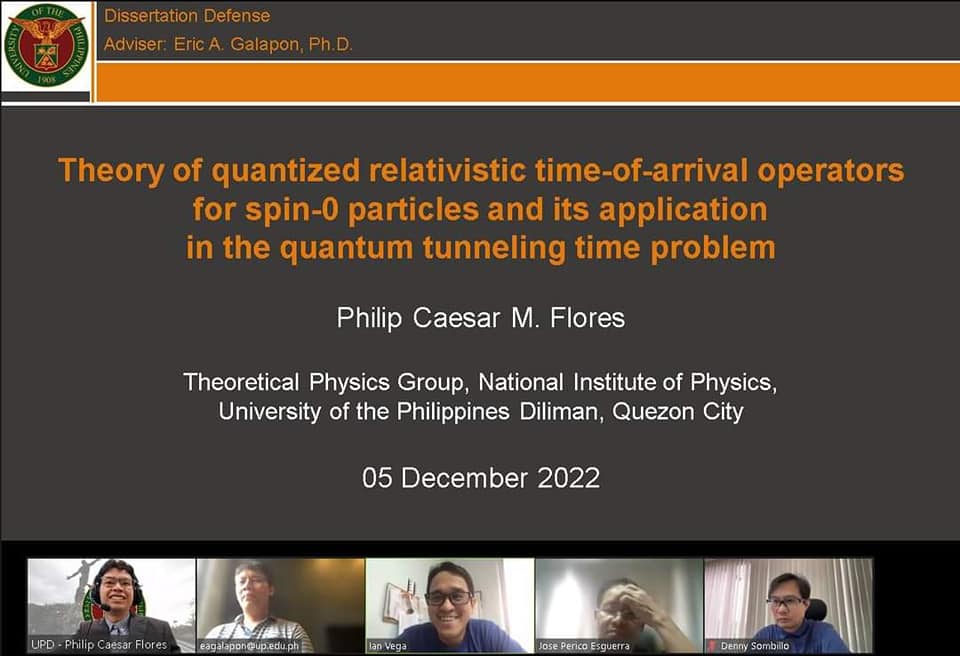 UNIVERSITY OF THE PHILIPPINES
1908
Dissertation Defense
Adviser: Eric A. Galapon, Ph.D.
Theory of quantized relativistic time-of-arrival operators
for spin-0 particles and its application
in the quantum tunneling time problem
Philip Caesar M. Flores
Theoretical Physics Group, National Institute of Physics,
University of the Philippines Diliman, Quezon City
05 December 2022
UPD - Philip Caesar Flores
eagalapon@up.edu.ph
Ian Vega
Jose Perico Esguerra
Denny Sombillo